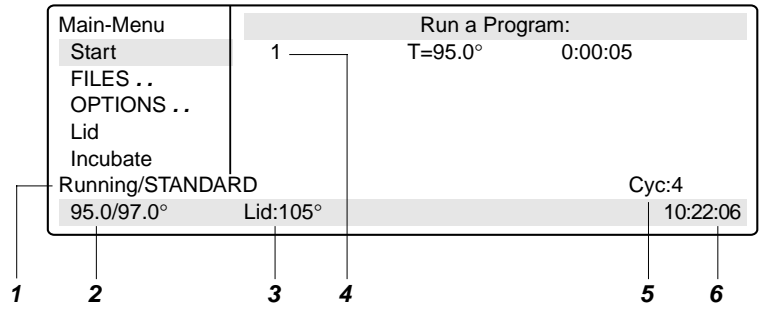 Main-Menu Run a Program:
Start 1 T=95.0° 0:00:05
FILES . .
OPTIONS . .
Lid
Incubate
Running/STANDARD Cyc:4
95.0/97.0° Lid:105° 10:22:06
1 2 3 4 5 6